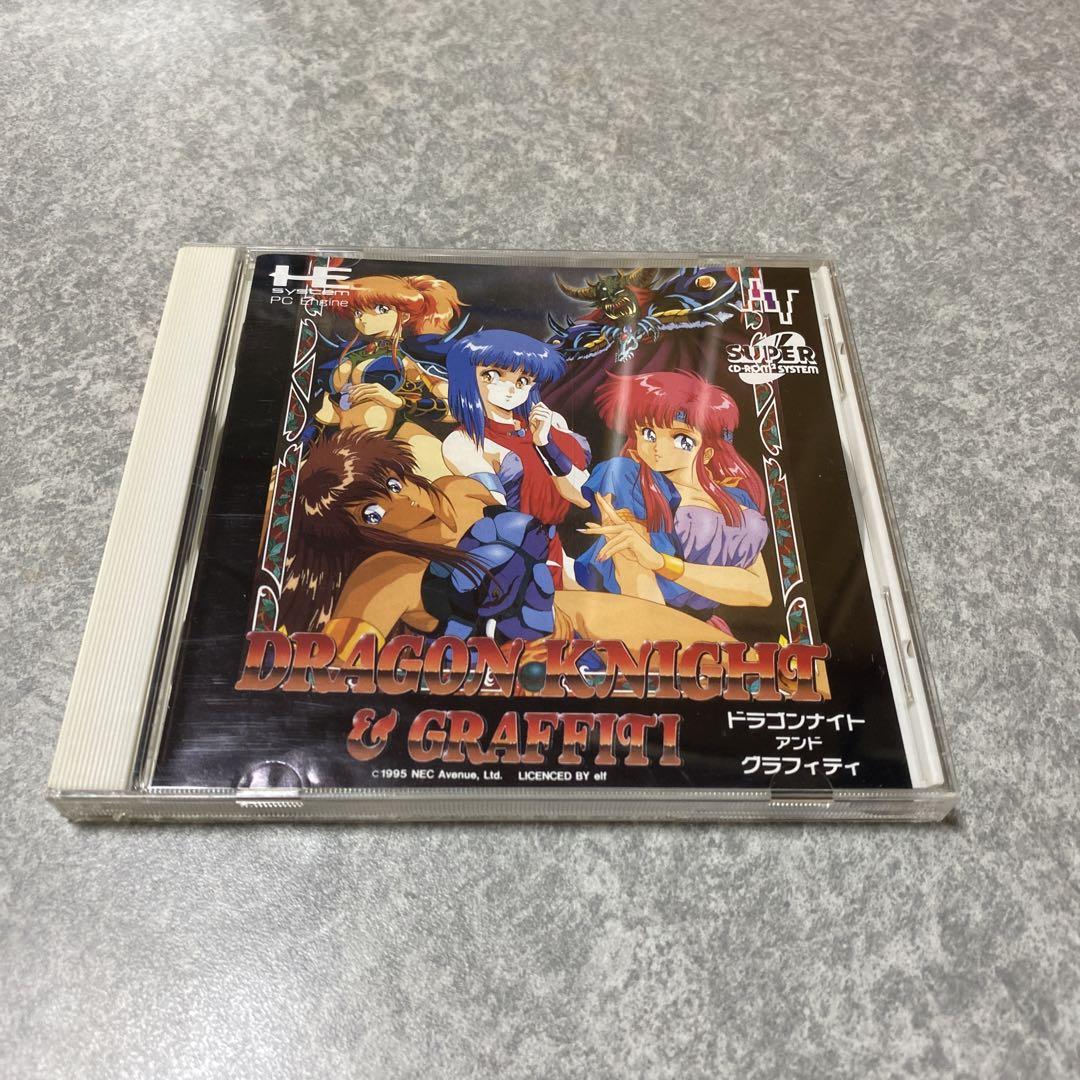 HE
system
PC Engine
SUPER
CD-ROM² SYSTEM
DRAGON KNIGHT
& GRAFFITI
ドラゴンナイト
アンド
グラフィティ
©1995 NEC Avenue, Ltd. LICENCED BY elf